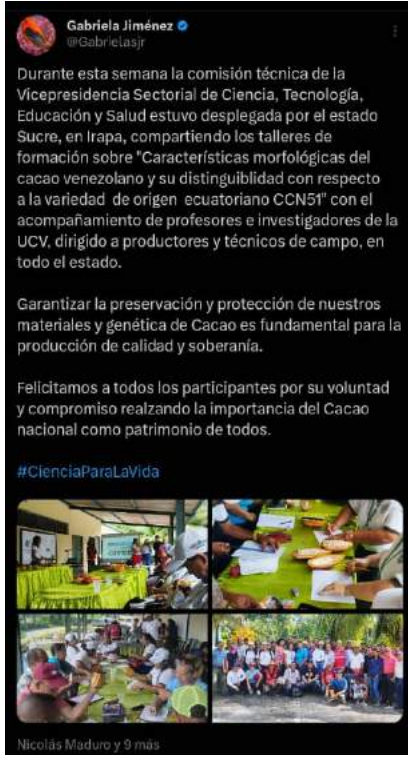 Gabriela Jiménez
@Gabrielasjr
Durante esta semana la comisión técnica de la
Vicepresidencia Sectorial de Ciencia, Tecnología,
Educación y Salud estuvo desplegada por el estado
Sucre, en Irapa, compartiendo los talleres de
formación sobre "Características morfológicas del
cacao venezolano y su distinguiblidad con respecto
a la variedad de origen ecuatoriano CCN51" con el
acompañamiento de profesores e investigadores de la
UCV, dirigido a productores y técnicos de campo, en
todo el estado.
Garantizar la preservación y protección de nuestros
materiales y genética de Cacao es fundamental para la
producción de calidad y soberanía.
Felicitamos a todos los participantes por su voluntad
y compromiso realzando la importancia del Cacao
nacional como patrimonio de todos.
#CienciaParaLaVida
Nicolás Maduro y 9 más